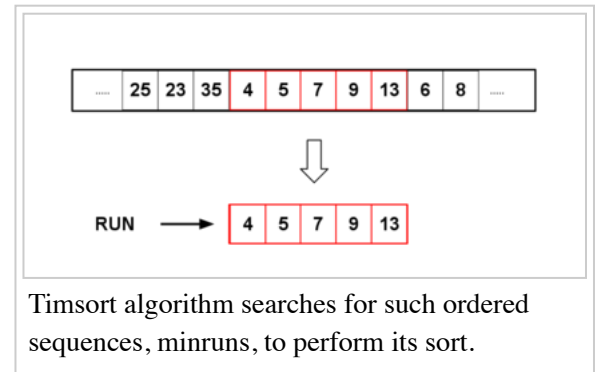 ...... 25 23 35 4 5 7 9 13 6 8 ......
RUN 4 5 7 9 13
Timsort algorithm searches for such ordered
sequences, minruns, to perform its sort.